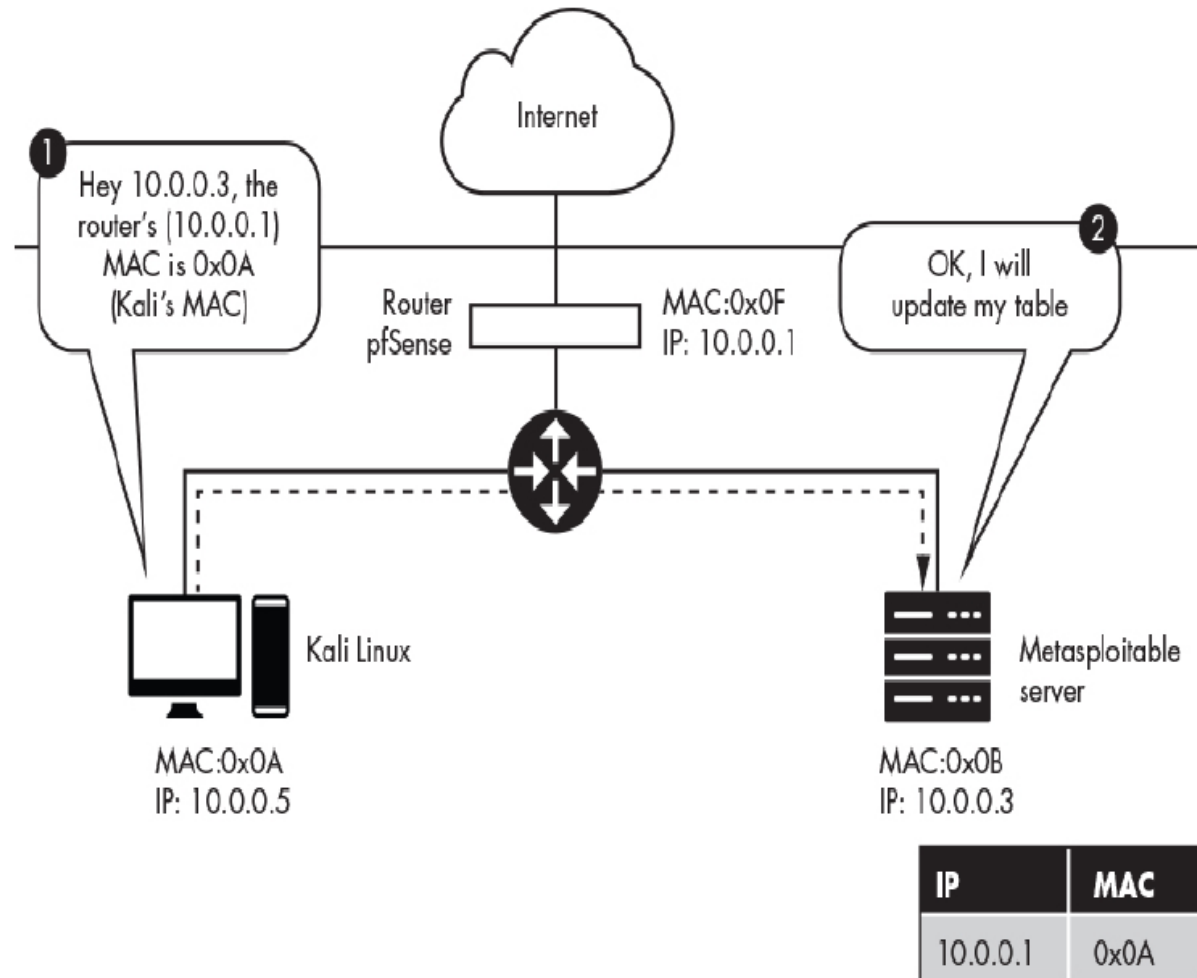 Internet
1
Hey 10.0.0.3, the
router's (10.0.0.1)
MAC is 0x0A
(Kali's MAC)
2
OK, I will
update my table
Router
pfSense
MAC:0x0F
IP: 10.0.0.1
Kali Linux
MAC:0x0A
IP: 10.0.0.5
Metasploitable
server
MAC:0x0B
IP: 10.0.0.3
IP MAC
10.0.0.1 0x0A